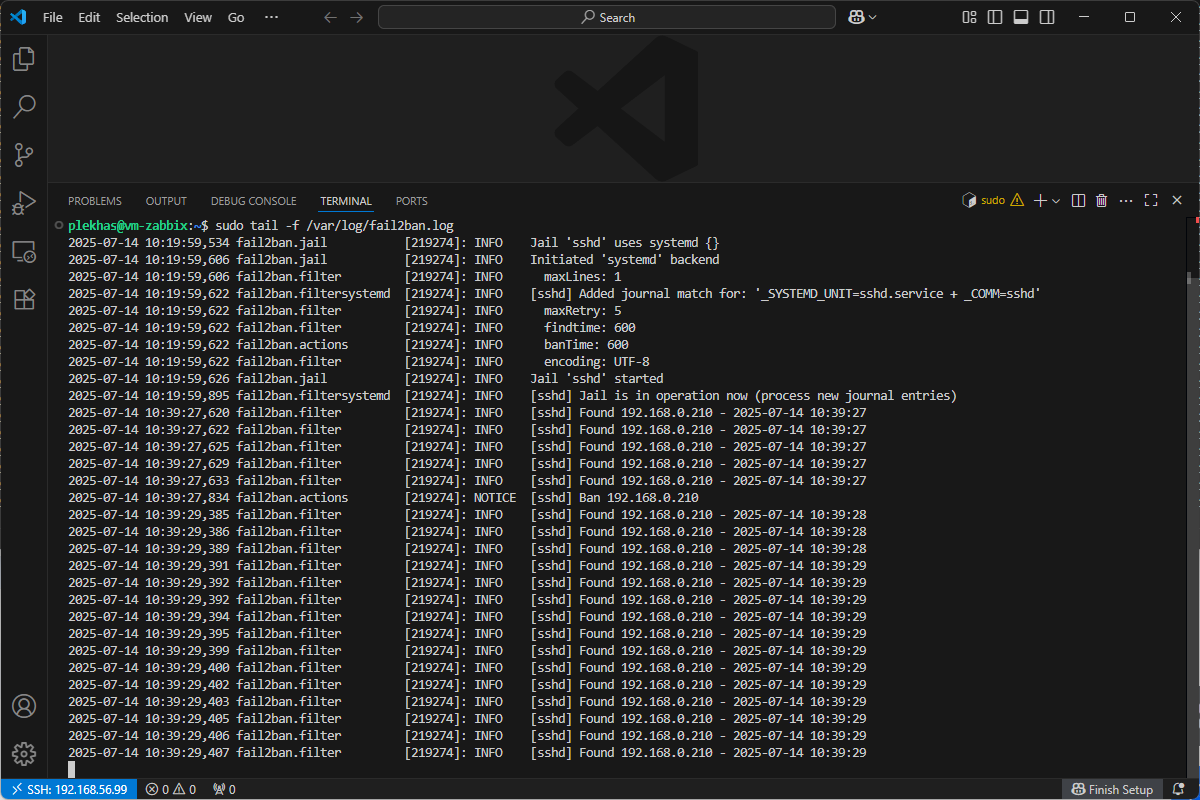 File Edit Selection View Go ··· Search
PROBLEMS OUTPUT DEBUG CONSOLE TERMINAL PORTS sudo
plekhas@vm-zabbix:~$ sudo tail -f /var/log/fail2ban.log
2025-07-14 10:19:59,534 fail2ban.jail [219274]: INFO Jail 'sshd' uses systemd {}
2025-07-14 10:19:59,606 fail2ban.jail [219274]: INFO Initiated 'systemd' backend
2025-07-14 10:19:59,606 fail2ban.filter [219274]: INFO maxLines: 1
2025-07-14 10:19:59,622 fail2ban.filtersystemd [219274]: INFO [sshd] Added journal match for: '_SYSTEMD_UNIT=sshd.service + _COMM=sshd'
2025-07-14 10:19:59,622 fail2ban.filter [219274]: INFO maxRetry: 5
2025-07-14 10:19:59,622 fail2ban.filter [219274]: INFO findtime: 600
2025-07-14 10:19:59,622 fail2ban.actions [219274]: INFO banTime: 600
2025-07-14 10:19:59,622 fail2ban.filter [219274]: INFO encoding: UTF-8
2025-07-14 10:19:59,626 fail2ban.jail [219274]: INFO Jail 'sshd' started
2025-07-14 10:19:59,895 fail2ban.filtersystemd [219274]: INFO [sshd] Jail is in operation now (process new journal entries)
2025-07-14 10:39:27,620 fail2ban.filter [219274]: INFO [sshd] Found 192.168.0.210 - 2025-07-14 10:39:27
2025-07-14 10:39:27,622 fail2ban.filter [219274]: INFO [sshd] Found 192.168.0.210 - 2025-07-14 10:39:27
2025-07-14 10:39:27,625 fail2ban.filter [219274]: INFO [sshd] Found 192.168.0.210 - 2025-07-14 10:39:27
2025-07-14 10:39:27,629 fail2ban.filter [219274]: INFO [sshd] Found 192.168.0.210 - 2025-07-14 10:39:27
2025-07-14 10:39:27,633 fail2ban.filter [219274]: INFO [sshd] Found 192.168.0.210 - 2025-07-14 10:39:27
2025-07-14 10:39:27,834 fail2ban.actions [219274]: NOTICE [sshd] Ban 192.168.0.210
2025-07-14 10:39:29,385 fail2ban.filter [219274]: INFO [sshd] Found 192.168.0.210 - 2025-07-14 10:39:28
2025-07-14 10:39:29,386 fail2ban.filter [219274]: INFO [sshd] Found 192.168.0.210 - 2025-07-14 10:39:28
2025-07-14 10:39:29,389 fail2ban.filter [219274]: INFO [sshd] Found 192.168.0.210 - 2025-07-14 10:39:28
2025-07-14 10:39:29,391 fail2ban.filter [219274]: INFO [sshd] Found 192.168.0.210 - 2025-07-14 10:39:29
2025-07-14 10:39:29,392 fail2ban.filter [219274]: INFO [sshd] Found 192.168.0.210 - 2025-07-14 10:39:29
2025-07-14 10:39:29,392 fail2ban.filter [219274]: INFO [sshd] Found 192.168.0.210 - 2025-07-14 10:39:29
2025-07-14 10:39:29,394 fail2ban.filter [219274]: INFO [sshd] Found 192.168.0.210 - 2025-07-14 10:39:29
2025-07-14 10:39:29,395 fail2ban.filter [219274]: INFO [sshd] Found 192.168.0.210 - 2025-07-14 10:39:29
2025-07-14 10:39:29,399 fail2ban.filter [219274]: INFO [sshd] Found 192.168.0.210 - 2025-07-14 10:39:29
2025-07-14 10:39:29,400 fail2ban.filter [219274]: INFO [sshd] Found 192.168.0.210 - 2025-07-14 10:39:29
2025-07-14 10:39:29,402 fail2ban.filter [219274]: INFO [sshd] Found 192.168.0.210 - 2025-07-14 10:39:29
2025-07-14 10:39:29,403 fail2ban.filter [219274]: INFO [sshd] Found 192.168.0.210 - 2025-07-14 10:39:29
2025-07-14 10:39:29,405 fail2ban.filter [219274]: INFO [sshd] Found 192.168.0.210 - 2025-07-14 10:39:29
2025-07-14 10:39:29,406 fail2ban.filter [219274]: INFO [sshd] Found 192.168.0.210 - 2025-07-14 10:39:29
2025-07-14 10:39:29,407 fail2ban.filter [219274]: INFO [sshd] Found 192.168.0.210 - 2025-07-14 10:39:29
SSH: 192.168.56.99 0 0 0 Finish Setup